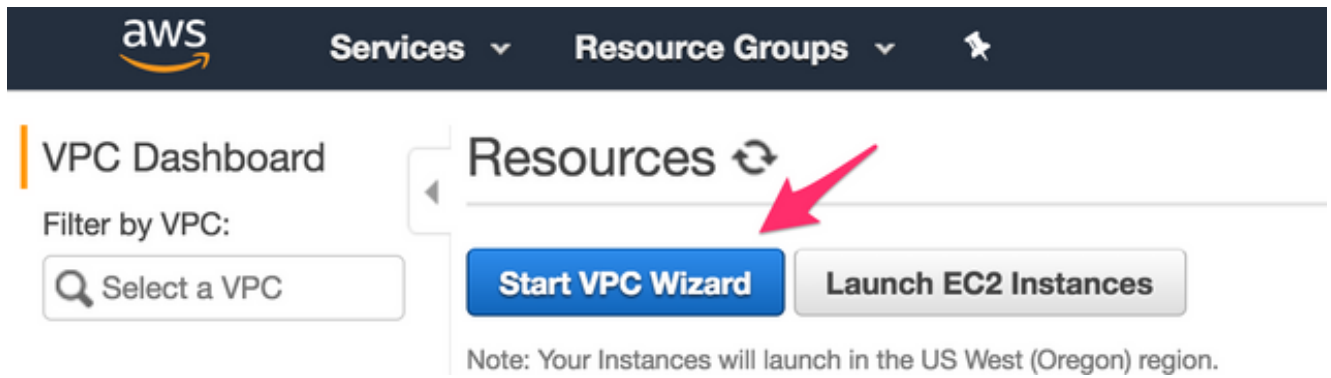 aws Services Resource Groups
VPC Dashboard
Filter by VPC:
Select a VPC
Resources
Start VPC Wizard Launch EC2 Instances
Note: Your Instances will launch in the US West (Oregon) region.